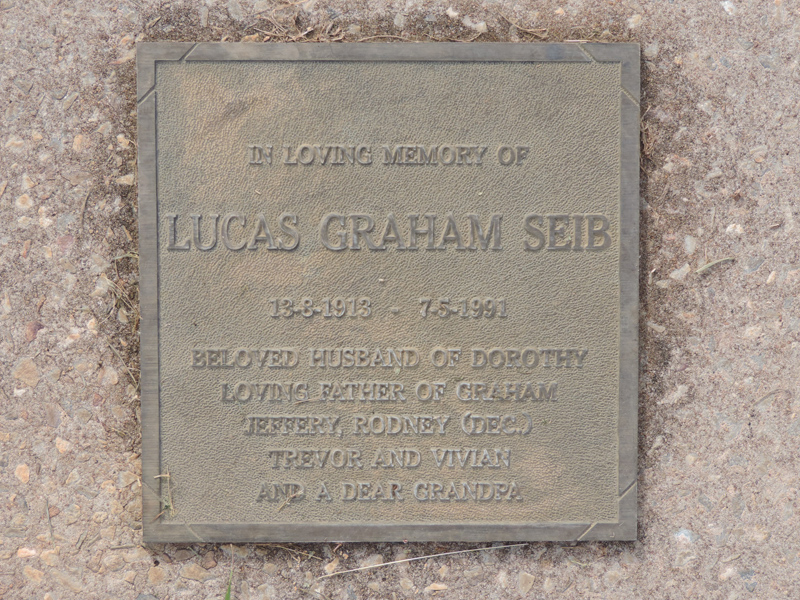 IN LOVING MEMORY OF
LUCAS GRAHAM SEIB
13-8-1913 - 7-5-1991
BELOVED HUSBAND OF DOROTHY
LOVING FATHER OF GRAHAM
JEFFERY, RODNEY (DEC.)
TREVOR AND VIVIAN
AND A DEAR GRANDPA